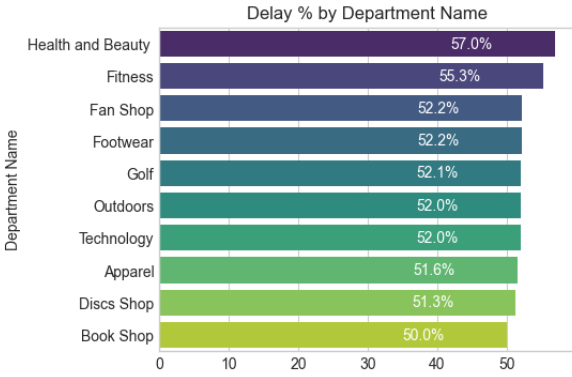 Delay % by Department Name
Department Name
Health and Beauty 57.0%
Fitness 55.3%
Fan Shop 52.2%
Footwear 52.2%
Golf 52.1%
Outdoors 52.0%
Technology 52.0%
Apparel 51.6%
Discs Shop 51.3%
Book Shop 50.0%
0 10 20 30 40 50